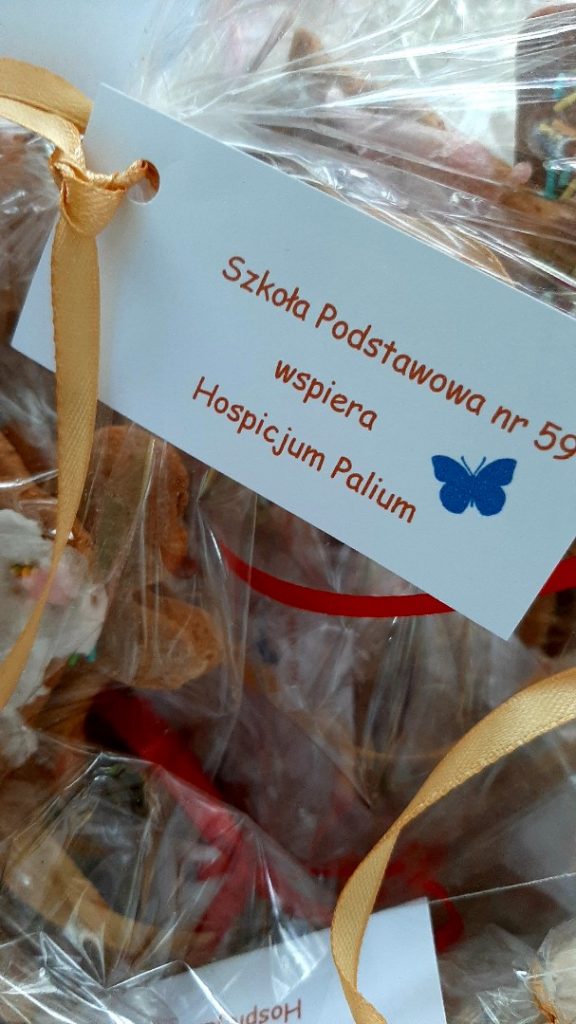 Szkoła Podstawowa nr 59
wspiera
Hospicjum Palium